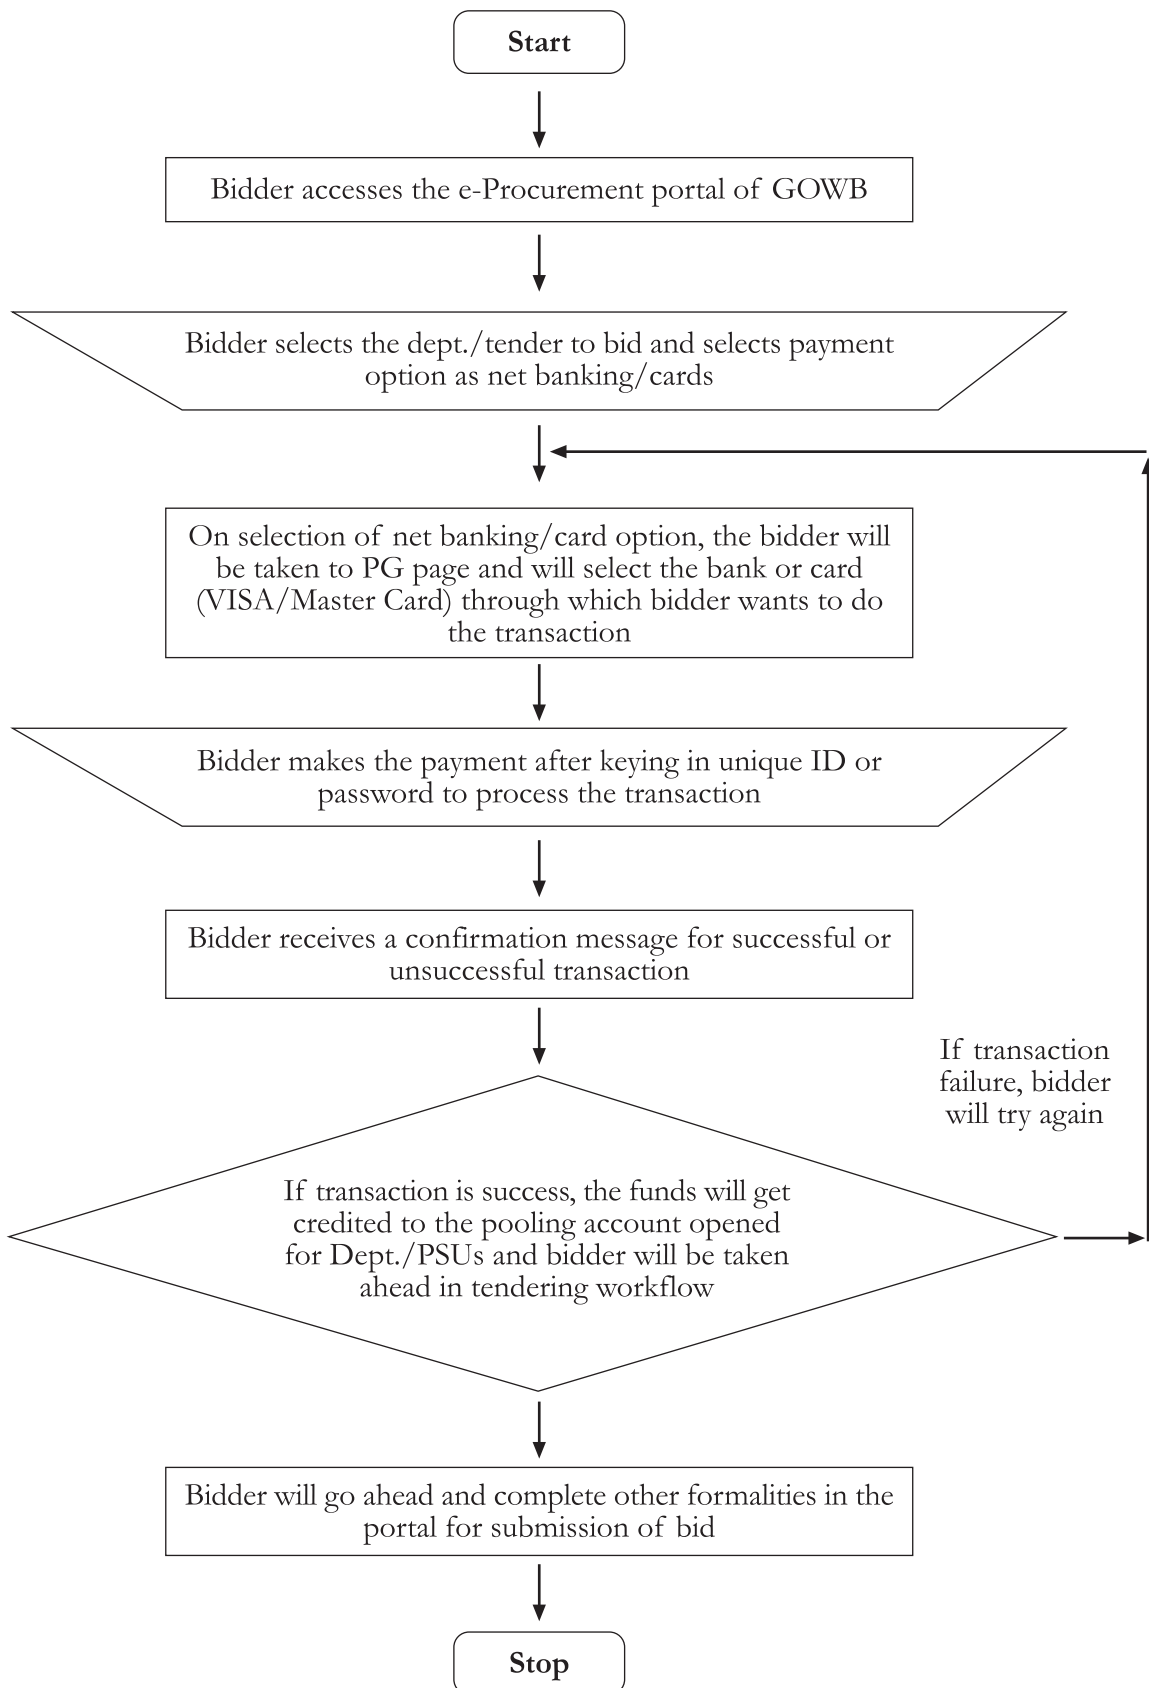 Start
Bidder accesses the e-Procurement portal of GOWB
Bidder selects the dept./tender to bid and selects payment
option as net banking/cards
On selection of net banking/card option, the bidder will
be taken to PG page and will select the bank or card
(VISA/Master Card) through which bidder wants to do
the transaction
Bidder makes the payment after keying in unique ID or
password to process the transaction
Bidder receives a confirmation message for successful or
unsuccessful transaction
If transaction
failure, bidder
will try again
If transaction is success, the funds will get
credited to the pooling account opened
for Dept./PSUs and bidder will be taken
ahead in tendering workflow
Bidder will go ahead and complete other formalities in the
portal for submission of bid
Stop